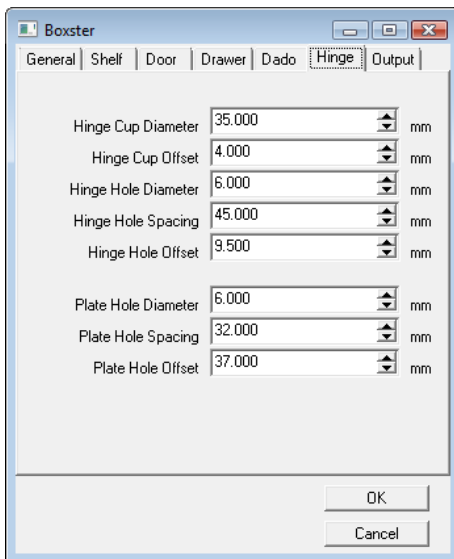 Boxster
General Shelf Door Drawer Dado Hinge Output
Hinge Cup Diameter 35.000 mm
Hinge Cup Offset 4.000 mm
Hinge Hole Diameter 6.000 mm
Hinge Hole Spacing 45.000 mm
Hinge Hole Offset 9.500 mm
Plate Hole Diameter 6.000 mm
Plate Hole Spacing 32.000 mm
Plate Hole Offset 37.000 mm
OK
Cancel